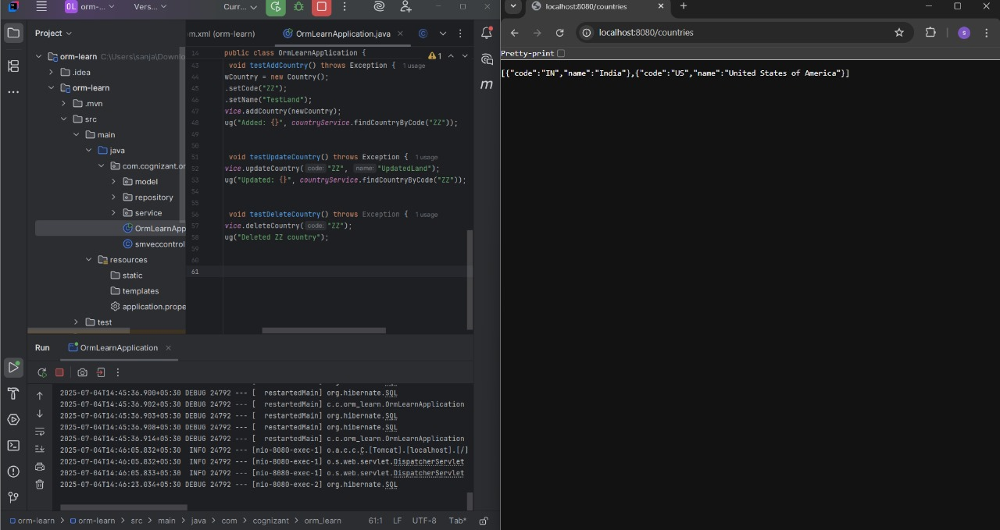 OL orm-... Vers... Curr...
Project
m.xml (orm-learn) OrmLearnApplication.java
orm-learn C:\Users\sanja\Downlo
.idea
orm-learn
.mvn
src
main
java
com.cognizant.or
model
repository
service
OrmLearnApp
smveccontrol
resources
static
templates
application.prope
test
14 public class OrmLearnApplication {
1
43 void testAddCountry() throws Exception { 1 usage
44 wCountry = new Country();
45 .setCode("ZZ");
46 .setName("TestLand");
47 vice.addCountry(newCountry);
48 ug("Added: {}", countryService.findCountryByCode("ZZ"));
49
50
51 void testUpdateCountry() throws Exception { 1 usage
52 vice.updateCountry( code: "ZZ", name: "UpdatedLand");
53 ug("Updated: {}", countryService.findCountryByCode("ZZ"));
54
55
56 void testDeleteCountry() throws Exception { 1 usage
57 vice.deleteCountry( code: "ZZ");
58 ug("Deleted ZZ country");
59
60
61
m
Run OrmLearnApplication
2025-07-04T14:45:36.900+05:30 DEBUG 24792 --- [ restartedMain] org.hibernate.SQL
2025-07-04T14:45:36.902+05:30 DEBUG 24792 --- [ restartedMain] c.c.orm_learn.OrmLearnApplication
2025-07-04T14:45:36.903+05:30 DEBUG 24792 --- [ restartedMain] org.hibernate.SQL
2025-07-04T14:45:36.908+05:30 DEBUG 24792 --- [ restartedMain] org.hibernate.SQL
2025-07-04T14:45:36.914+05:30 DEBUG 24792 --- [ restartedMain] c.c.orm_learn.OrmLearnApplication
2025-07-04T14:46:05.832+05:30 INFO 24792 --- [nio-8080-exec-1] o.a.c.c.C.[Tomcat].[localhost].[/]
2025-07-04T14:46:05.832+05:30 INFO 24792 --- [nio-8080-exec-1] o.s.web.servlet.DispatcherServlet
2025-07-04T14:46:05.833+05:30 INFO 24792 --- [nio-8080-exec-1] o.s.web.servlet.DispatcherServlet
2025-07-04T14:46:23.034+05:30 DEBUG 24792 --- [nio-8080-exec-2] org.hibernate.SQL
orm-learn > orm-learn > src > main > java > com > cognizant > orm_learn 61:1 LF UTF-8 Tab*
localhost:8080/countries
localhost:8080/countries
S
Pretty-print
[{"code":"IN","name":"India"},{"code":"US","name":"United States of America"}]